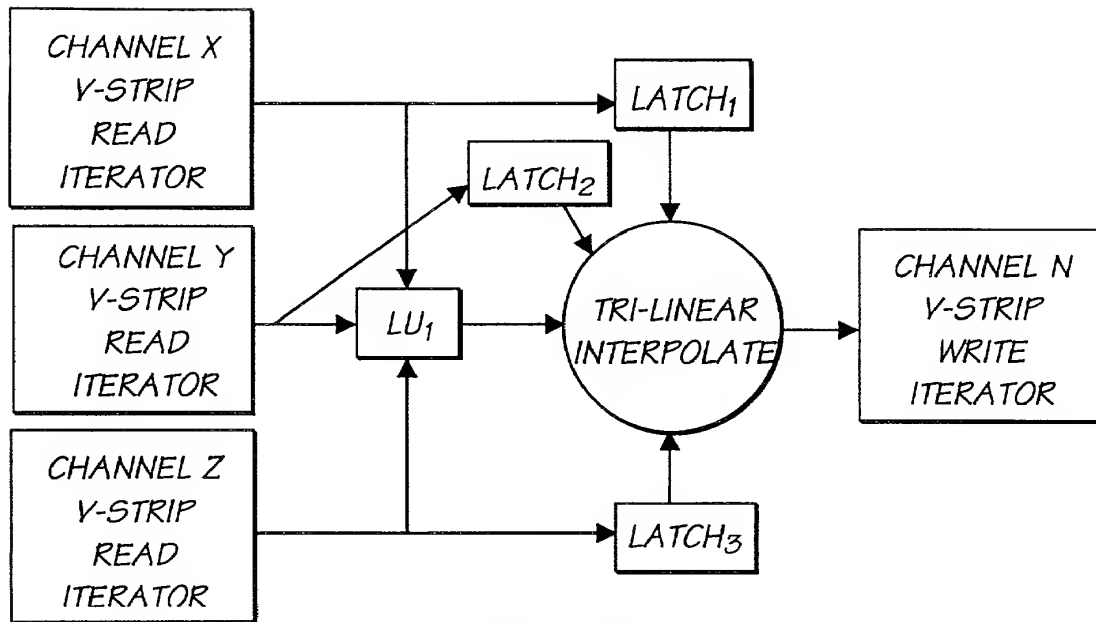 CHANNEL X
V-STRIP
READ
ITERATOR
LATCH₁
LATCH₂
CHANNEL Y
V-STRIP
READ
ITERATOR
LU₁
TRI-LINEAR
INTERPOLATE
CHANNEL N
V-STRIP
WRITE
ITERATOR
CHANNEL Z
V-STRIP
READ
ITERATOR
LATCH₃